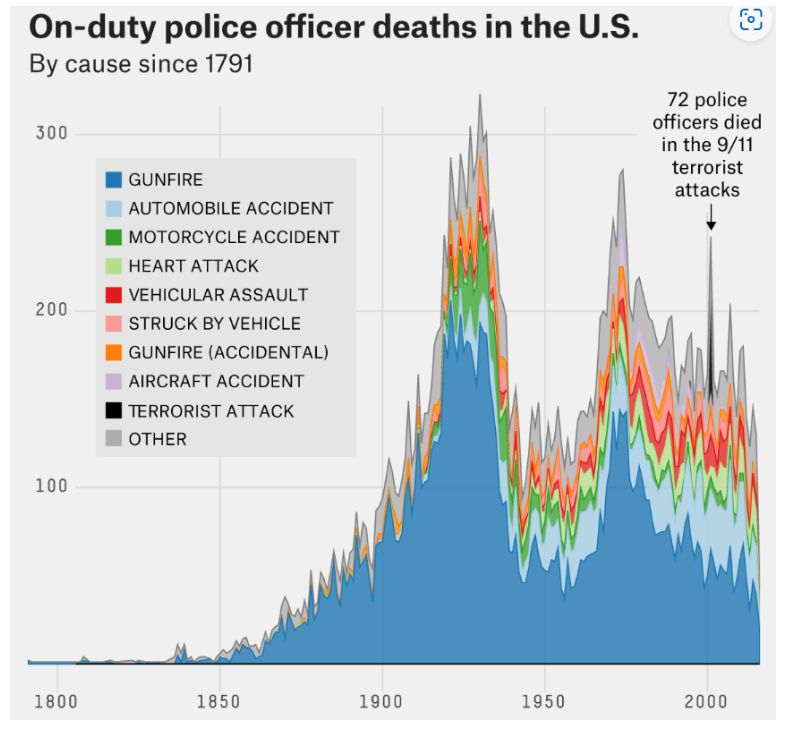 On-duty police officer deaths in the U.S.
By cause since 1791
72 police
officers died
in the 9/11
terrorist
attacks
300
GUNFIRE
AUTOMOBILE ACCIDENT
MOTORCYCLE ACCIDENT
HEART ATTACK
VEHICULAR ASSAULT
STRUCK BY VEHICLE
GUNFIRE (ACCIDENTAL)
AIRCRAFT ACCIDENT
TERRORIST ATTACK
OTHER
200
100
1800 1850 1900 1950 2000